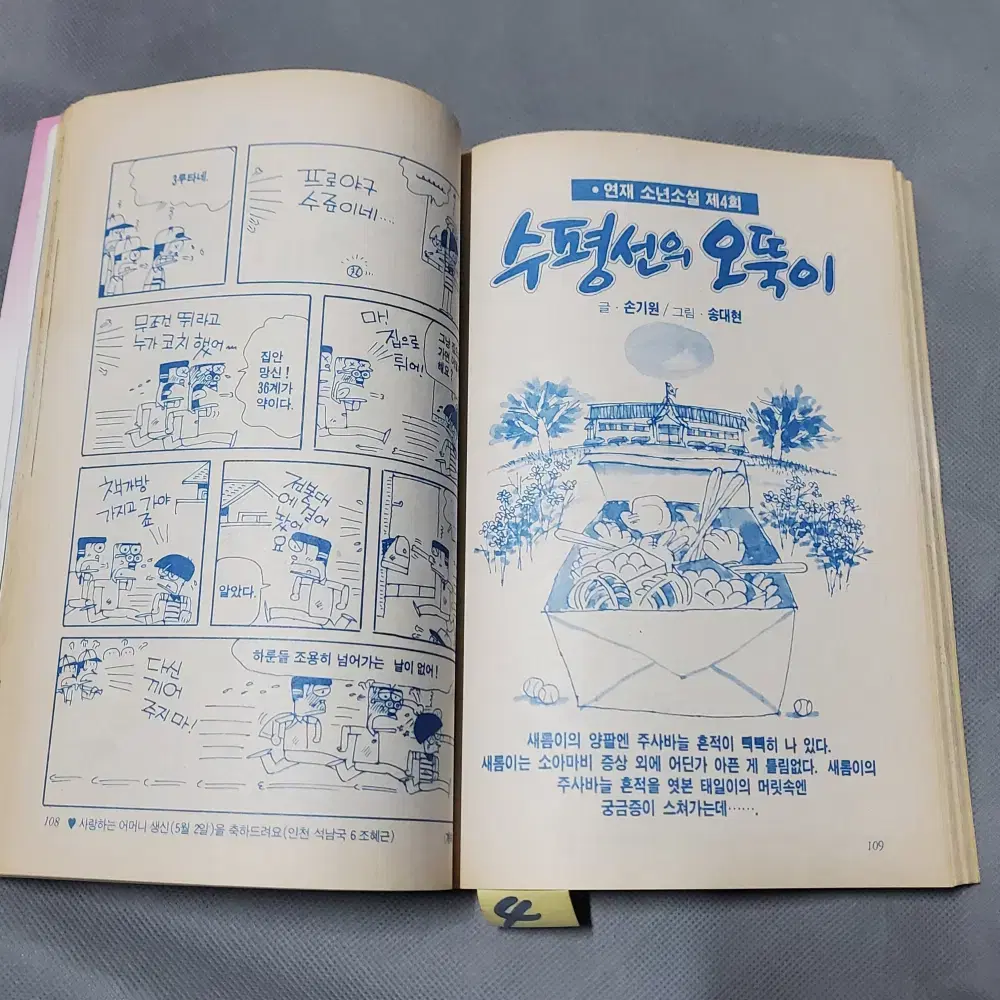 3루타네.
프로야구
수준이네....
무조건 뛰라고
누가 코치 했어~
집안
망신!
36계가
약이다.
마!
집으로
튀어!
해요!
책가방
가지고 가야
죠
전봇대
에 걸어
놨어
요
알았다.
하룬들 조용히 넘어가는 날이 없어!
다신
끼어
주지마!
108 ♥ 사랑하는 어머니 생신(5월 2일)을 축하드려요(인천 석남국 6 조혜근)
• 연재 소년소설 제4회
수평선의 오뚝이
글·손기원/그림·송대현
새롬이의 양팔엔 주사바늘 흔적이 빽빽히 나 있다.
새롬이는 소아마비 증상 외에 어딘가 아픈 게 틀림없다. 새롬이의
주사바늘 흔적을 엿본 태일이의 머릿속엔
궁금증이 스쳐가는데…….
109
4